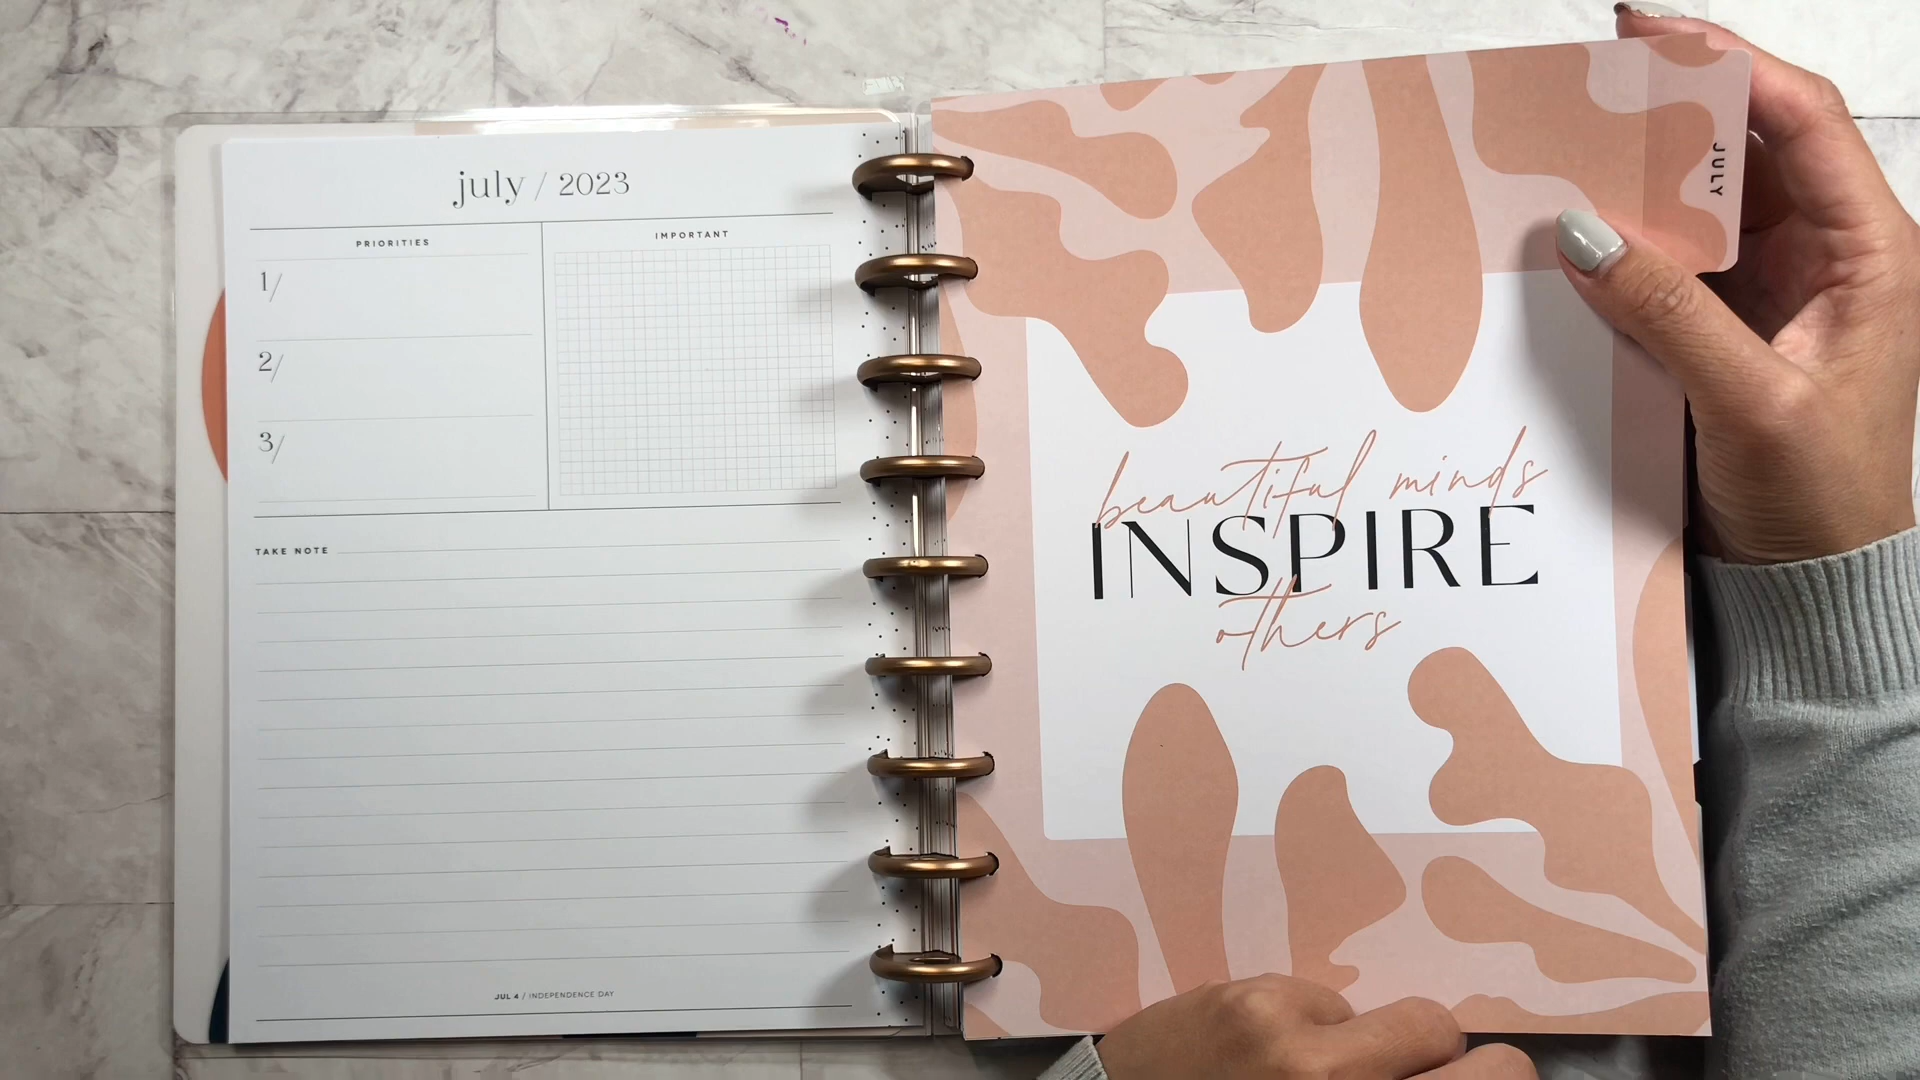 july / 2023
PRIORITIES
IMPORTANT
1/
2/
3/
TAKE NOTE
JUL 4 / INDEPENDENCE DAY
JULY
beautiful minds
INSPIRE
others